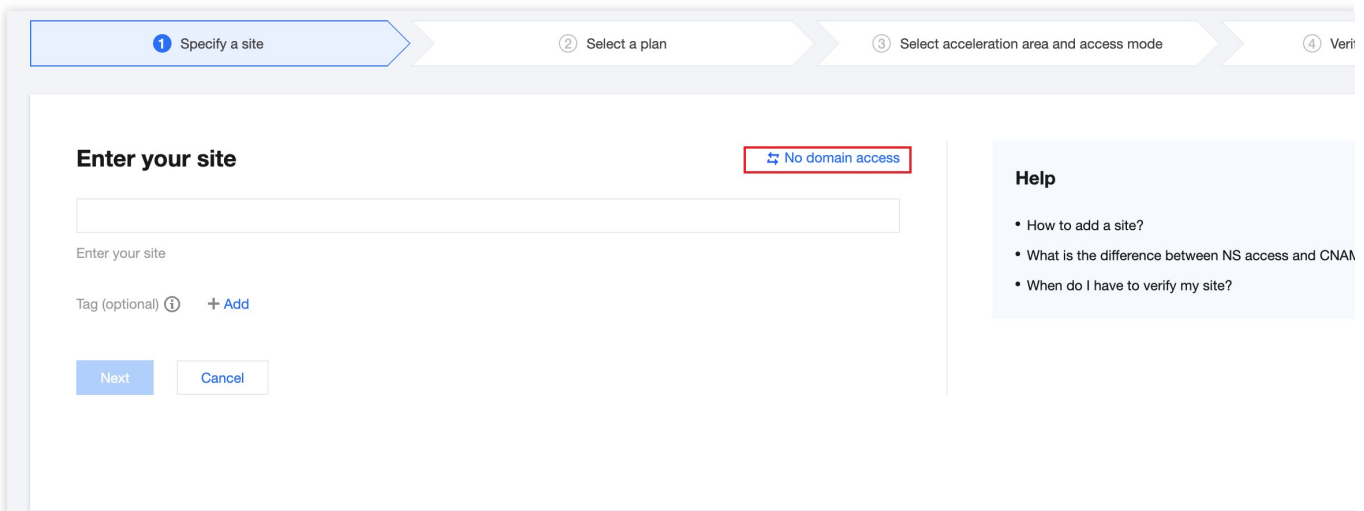 1 Specify a site
2 Select a plan
3 Select acceleration area and access mode
4
Enter your site
No domain access
Enter your site
Tag (optional) i + Add
Next
Cancel
Help
• How to add a site?
• What is the difference between NS access and
• When do I have to verify my site?